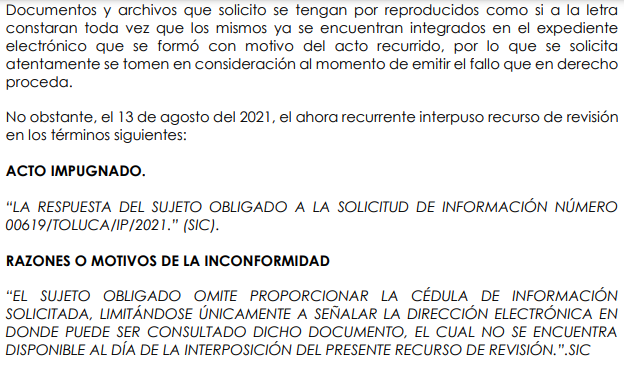 Documentos y archivos que solicito se tengan por reproducidos como si a la letra
constaran toda vez que los mismos ya se encuentran integrados en el expediente
electrónico que se formó con motivo del acto recurrido, por lo que se solicita
atentamente se tomen en consideración al momento de emitir el fallo que en derecho
proceda.
No obstante, el 13 de agosto del 2021, el ahora recurrente interpuso recurso de revisión
en los términos siguientes:
ACTO IMPUGNADO.
“LA RESPUESTA DEL SUJETO OBLIGADO A LA SOLICITUD DE INFORMACIÓN NÚMERO
00619/TOLUCA/IP/2021.” (SIC).
RAZONES O MOTIVOS DE LA INCONFORMIDAD
“EL SUJETO OBLIGADO OMITE PROPORCIONAR LA CÉDULA DE INFORMACIÓN
SOLICITADA, LIMITÁNDOSE ÚNICAMENTE A SEÑALAR LA DIRECCIÓN ELECTRÓNICA EN
DONDE PUEDE SER CONSULTADO DICHO DOCUMENTO, EL CUAL NO SE ENCUENTRA
DISPONIBLE AL DÍA DE LA INTERPOSICIÓN DEL PRESENTE RECURSO DE REVISIÓN.”.SIC